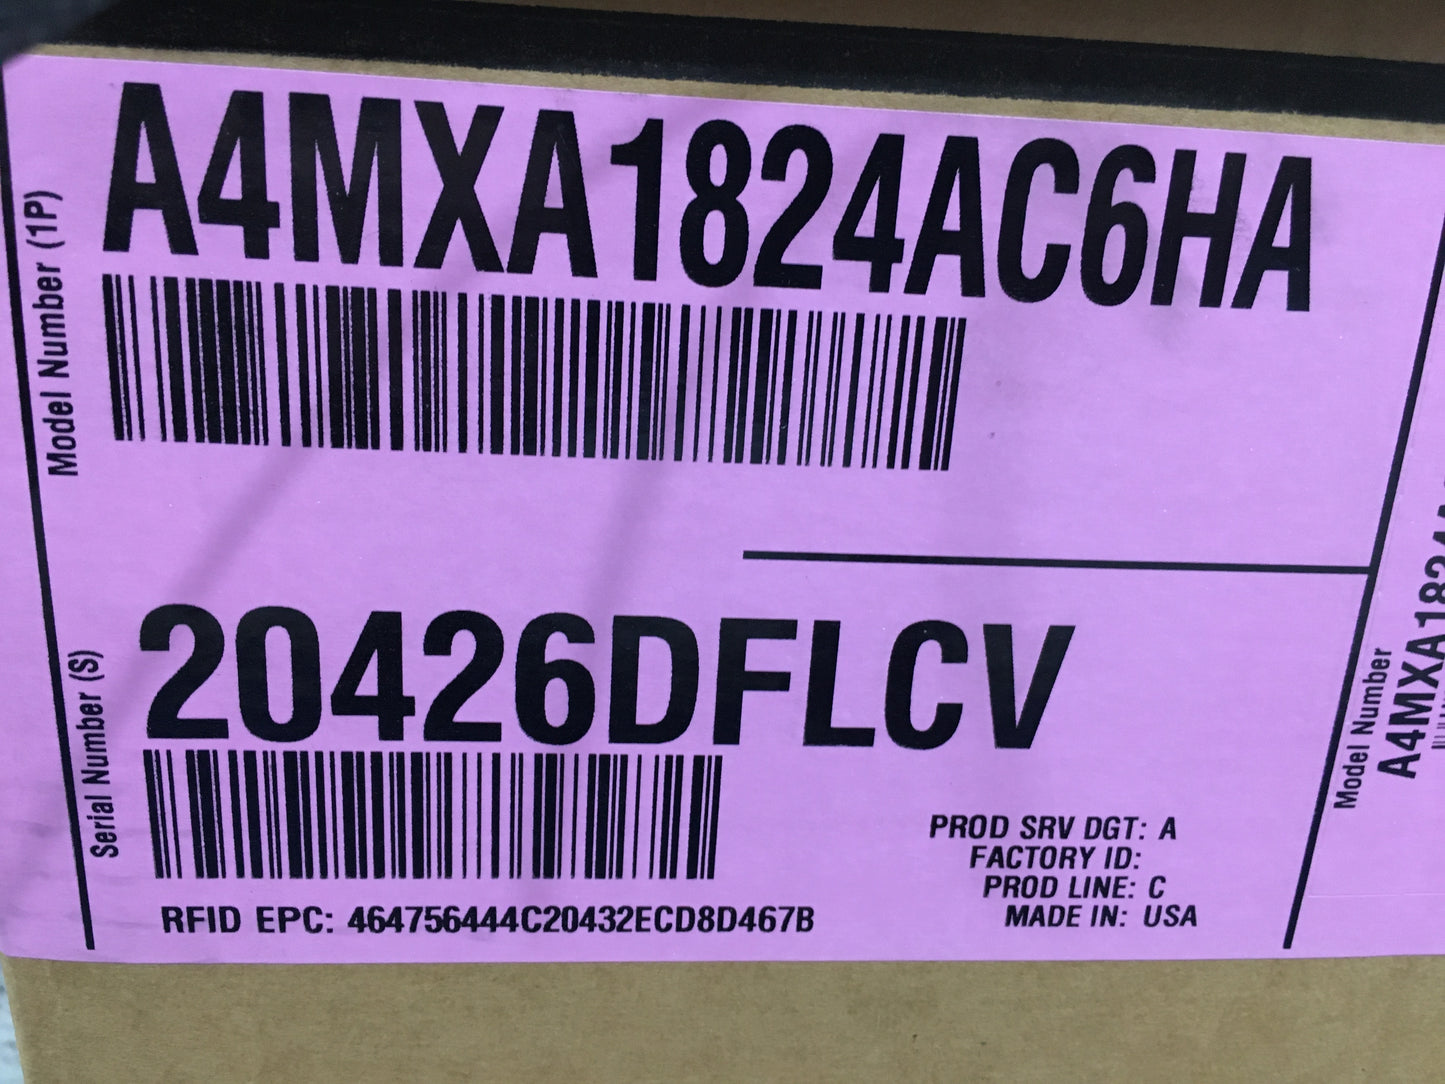 A4MXA1824AC6HA
Model Number (1P)
20426DFLCV
Serial Number (S)
PROD SRV DGT: A
FACTORY ID:
PROD LINE: C
MADE IN: USA
RFID EPC: 464756444C20432ECD8D467B
Model Number
A4MXA1824